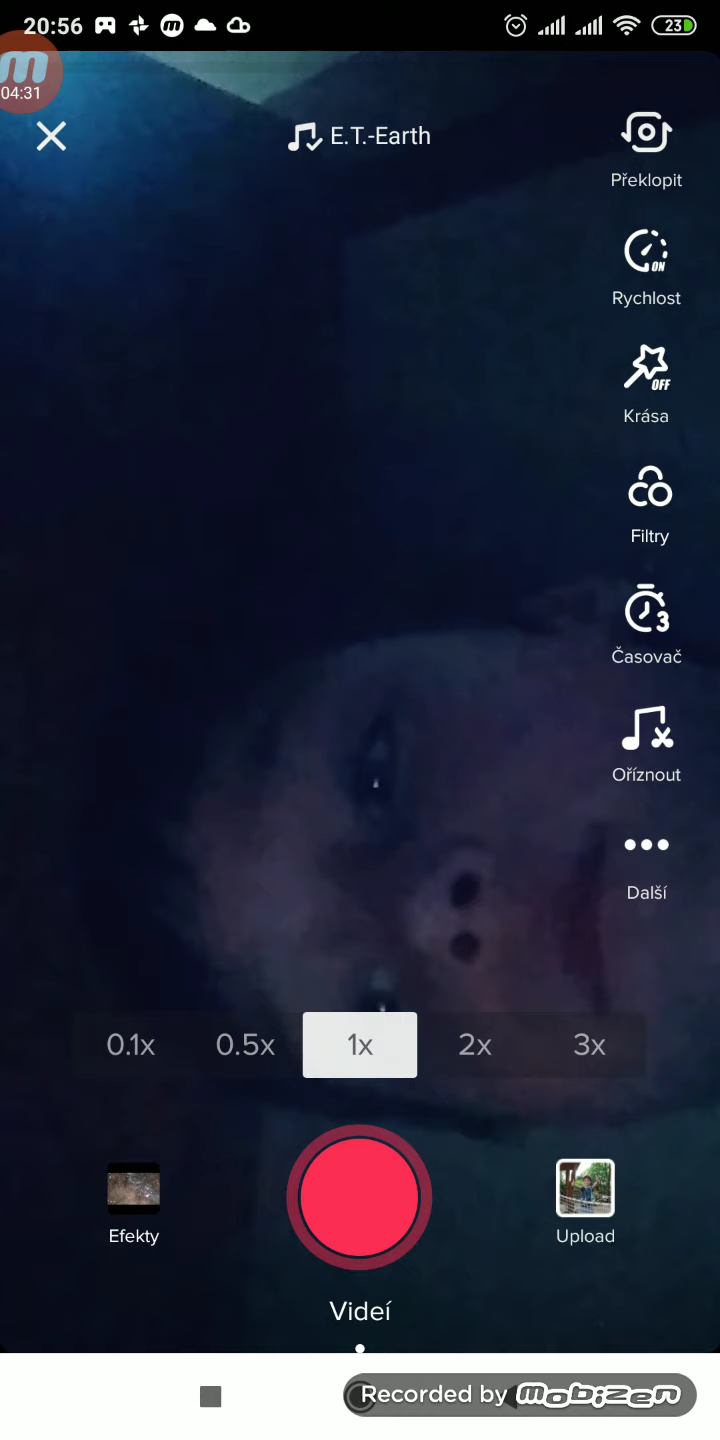 20:56
23
m
04:31
E.T.-Earth
Překlopit
ON
Rychlost
OFF
Krása
Filtry
3
Časovač
Oříznout
Další
0.1x 0.5x 1x 2x 3x
Efekty
Upload
Videí
Recorded by mobizen